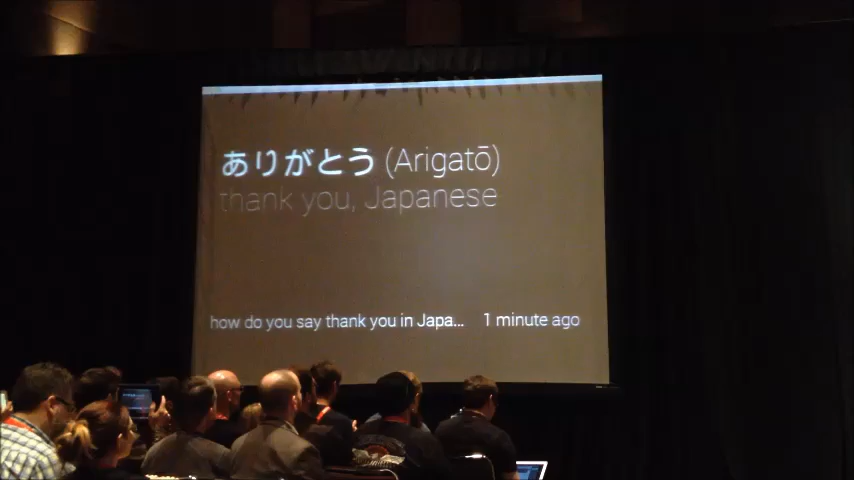 ありがとう (Arigatō)
thank you, Japanese
how do you say thank you in Japa... 1 minute ago